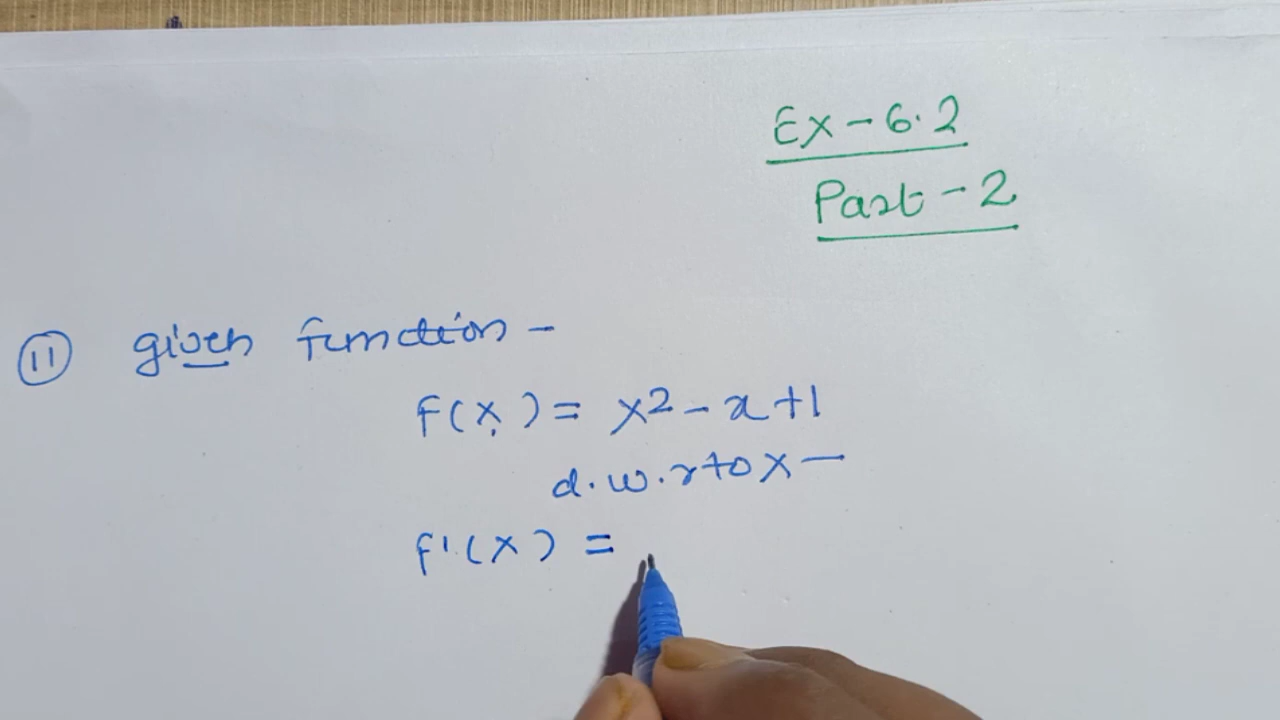 Ex-6.2
Part-2
11 given function -
f(x) = x2 - x + 1
d.w.r to x -
f'(x) =